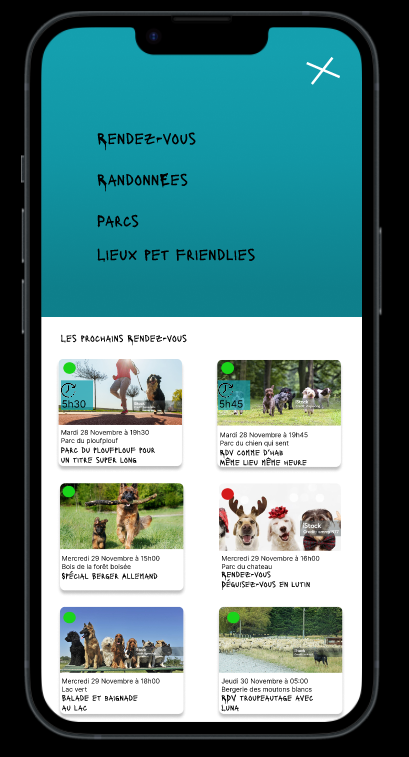 RENDEZ-VOUS
RANDONNEES
PARCS
LIEUX PET FRIENDLIES
LES PROCHAINS RENDEZ-VOUS
5h30
Mardi 28 Novembre à 19h30
Parc du ploufplouf
PARC DU PLOUFPLOUF POUR
UN TITRE SUPER LONG
5h45
iStock
Mardi 28 Novembre à 19h45
Parc du chien qui sent
RDV COMME D'HAB
MÊME LIEU MÊME HEURE
Mercredi 29 Novembre à 15h00
Bois de la forêt boisée
SPÉCIAL BERGER ALLEMAND
iStock
Mercredi 29 Novembre à 16h00
Parc du chateau
RENDEZ-VOUS
DÉGUISEZ-VOUS EN LUTIN
Mercredi 29 Novembre à 18h00
Lac vert
BALADE ET BAIGNADE
AU LAC
Jeudi 30 Novembre à 05:00
Bergerie des moutons blancs
RDV TROUPEAUTAGE AVEC
LUNA